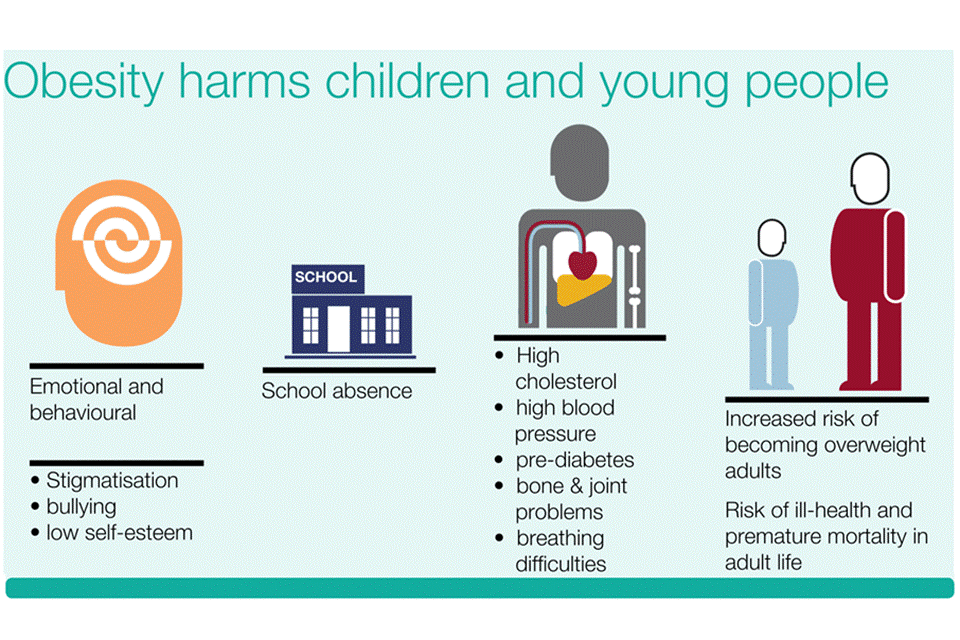 Obesity harms children and young people
SCHOOL
Emotional and
behavioural
• Stigmatisation
• bullying
• low self-esteem
School absence
• High
cholesterol
• high blood
pressure
• pre-diabetes
• bone & joint
problems
• breathing
difficulties
Increased risk of
becoming overweight
adults
Risk of ill-health and
premature mortality in
adult life